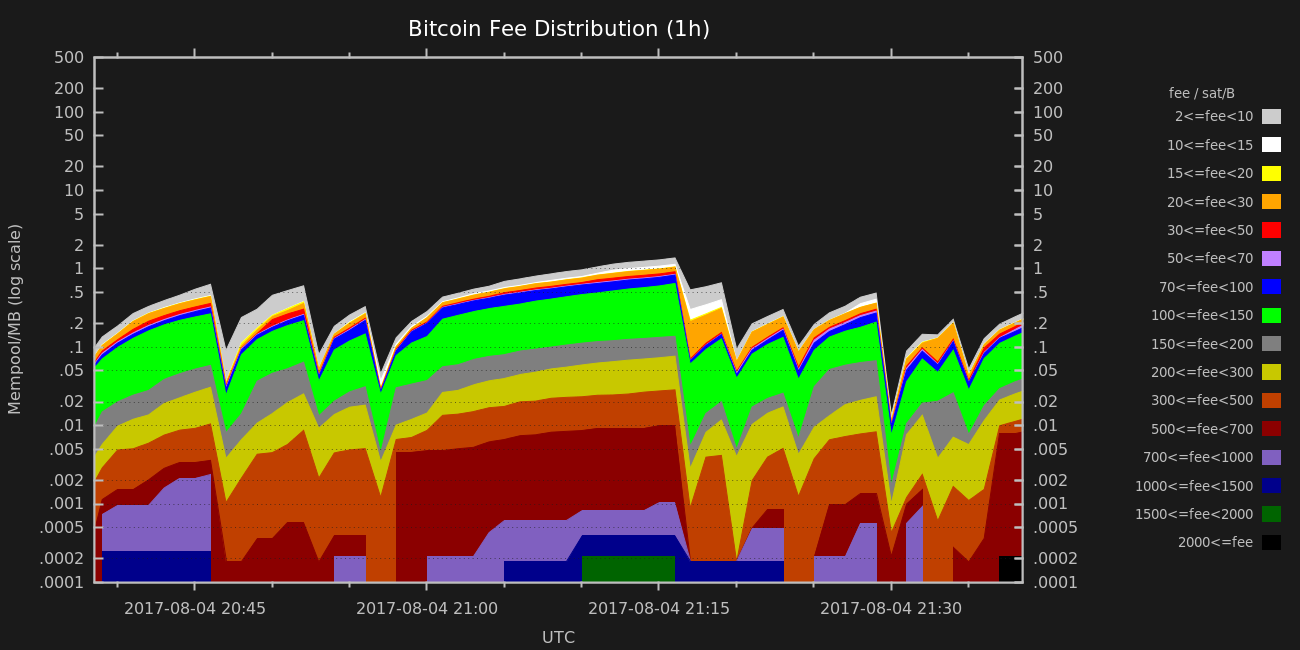 Bitcoin Fee Distribution (1h)
Mempool/MB (log scale)
500
200
100
50
20
10
5
2
1
.5
.2
.1
.05
.02
.01
.005
.002
.001
.0005
.0002
.0001
500
200
100
50
20
10
5
2
1
.5
.2
.1
.05
.02
.01
.005
.002
.001
.0005
.0002
.0001
2017-08-04 20:45
2017-08-04 21:00
2017-08-04 21:15
2017-08-04 21:30
UTC
fee / sat/B
2<=fee<10
10<=fee<15
15<=fee<20
20<=fee<30
30<=fee<50
50<=fee<70
70<=fee<100
100<=fee<150
150<=fee<200
200<=fee<300
300<=fee<500
500<=fee<700
700<=fee<1000
1000<=fee<1500
1500<=fee<2000
2000<=fee